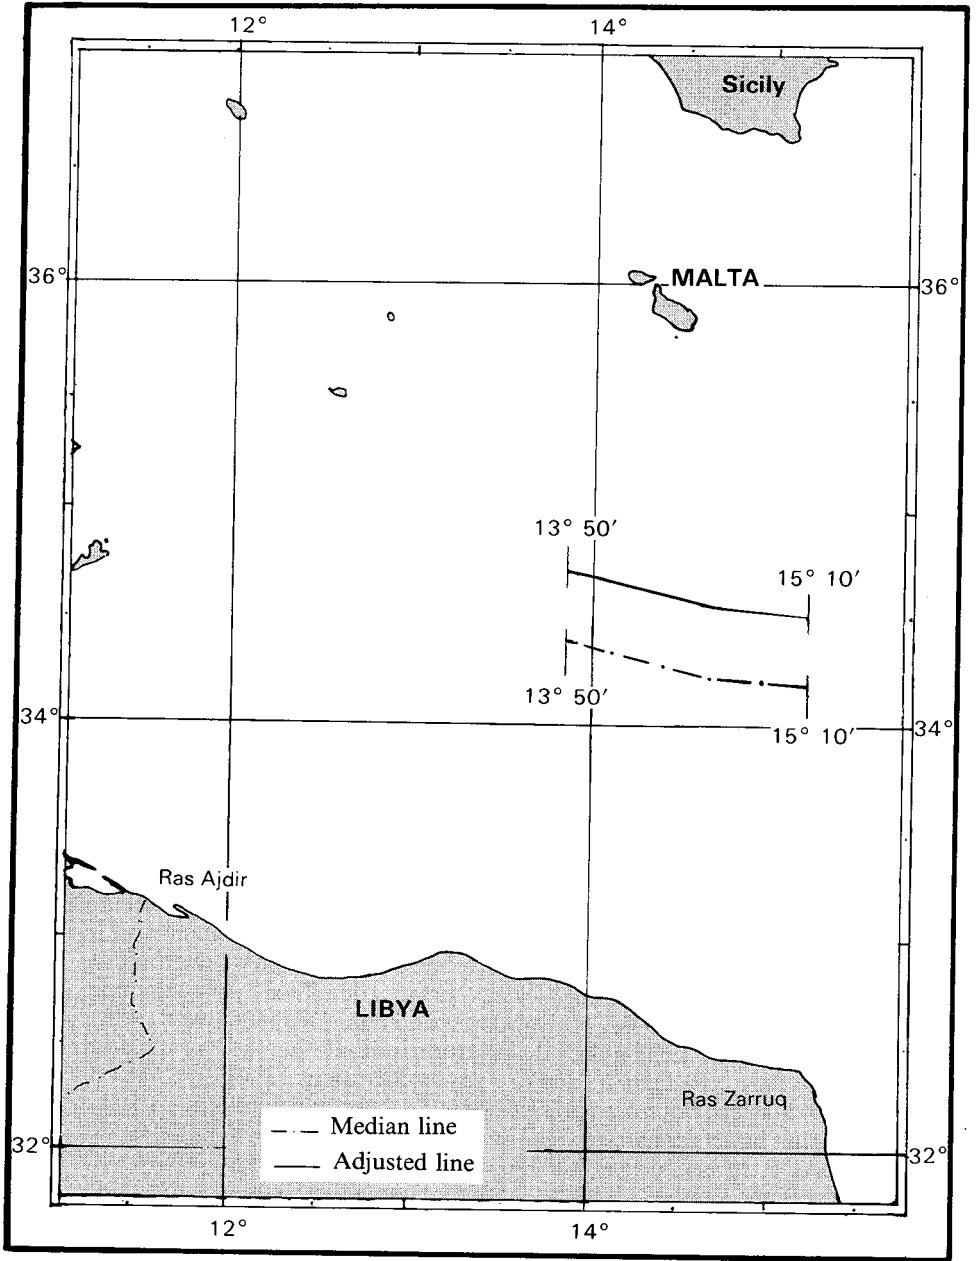 12° 14°
Sicily
36° MALTA 36°
13° 50′
15° 10′
13° 50′
34° 34°
15° 10′
Ras Ajdir
LIBYA
Ras Zarruq
Median line
32° 32°
Adjusted line
12° 14°